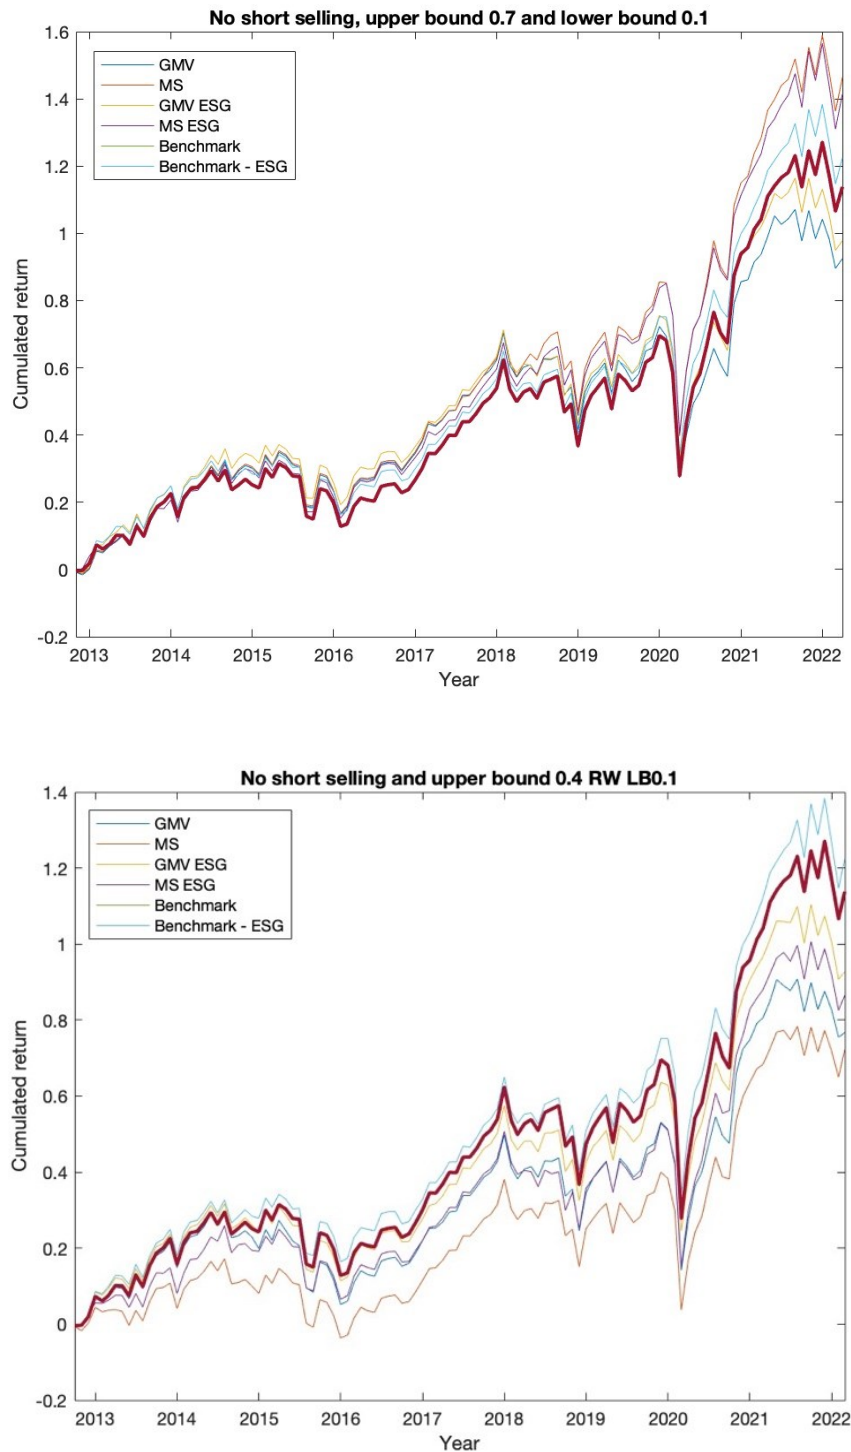 No short selling, upper bound 0.7 and lower bound 0.1
1.6
1.4
1.2
1
0.8
0.6
0.4
0.2
0
-0.2
Cumulated return
GMV
MS
GMV ESG
MS ESG
Benchmark
Benchmark - ESG
2013 2014 2015 2016 2017 2018 2019 2020 2021 2022
Year
No short selling and upper bound 0.4 RW LB0.1
1.4
1.2
1
0.8
0.6
0.4
0.2
0
-0.2
Cumulated return
GMV
MS
GMV ESG
MS ESG
Benchmark
Benchmark - ESG
2013 2014 2015 2016 2017 2018 2019 2020 2021 2022
Year